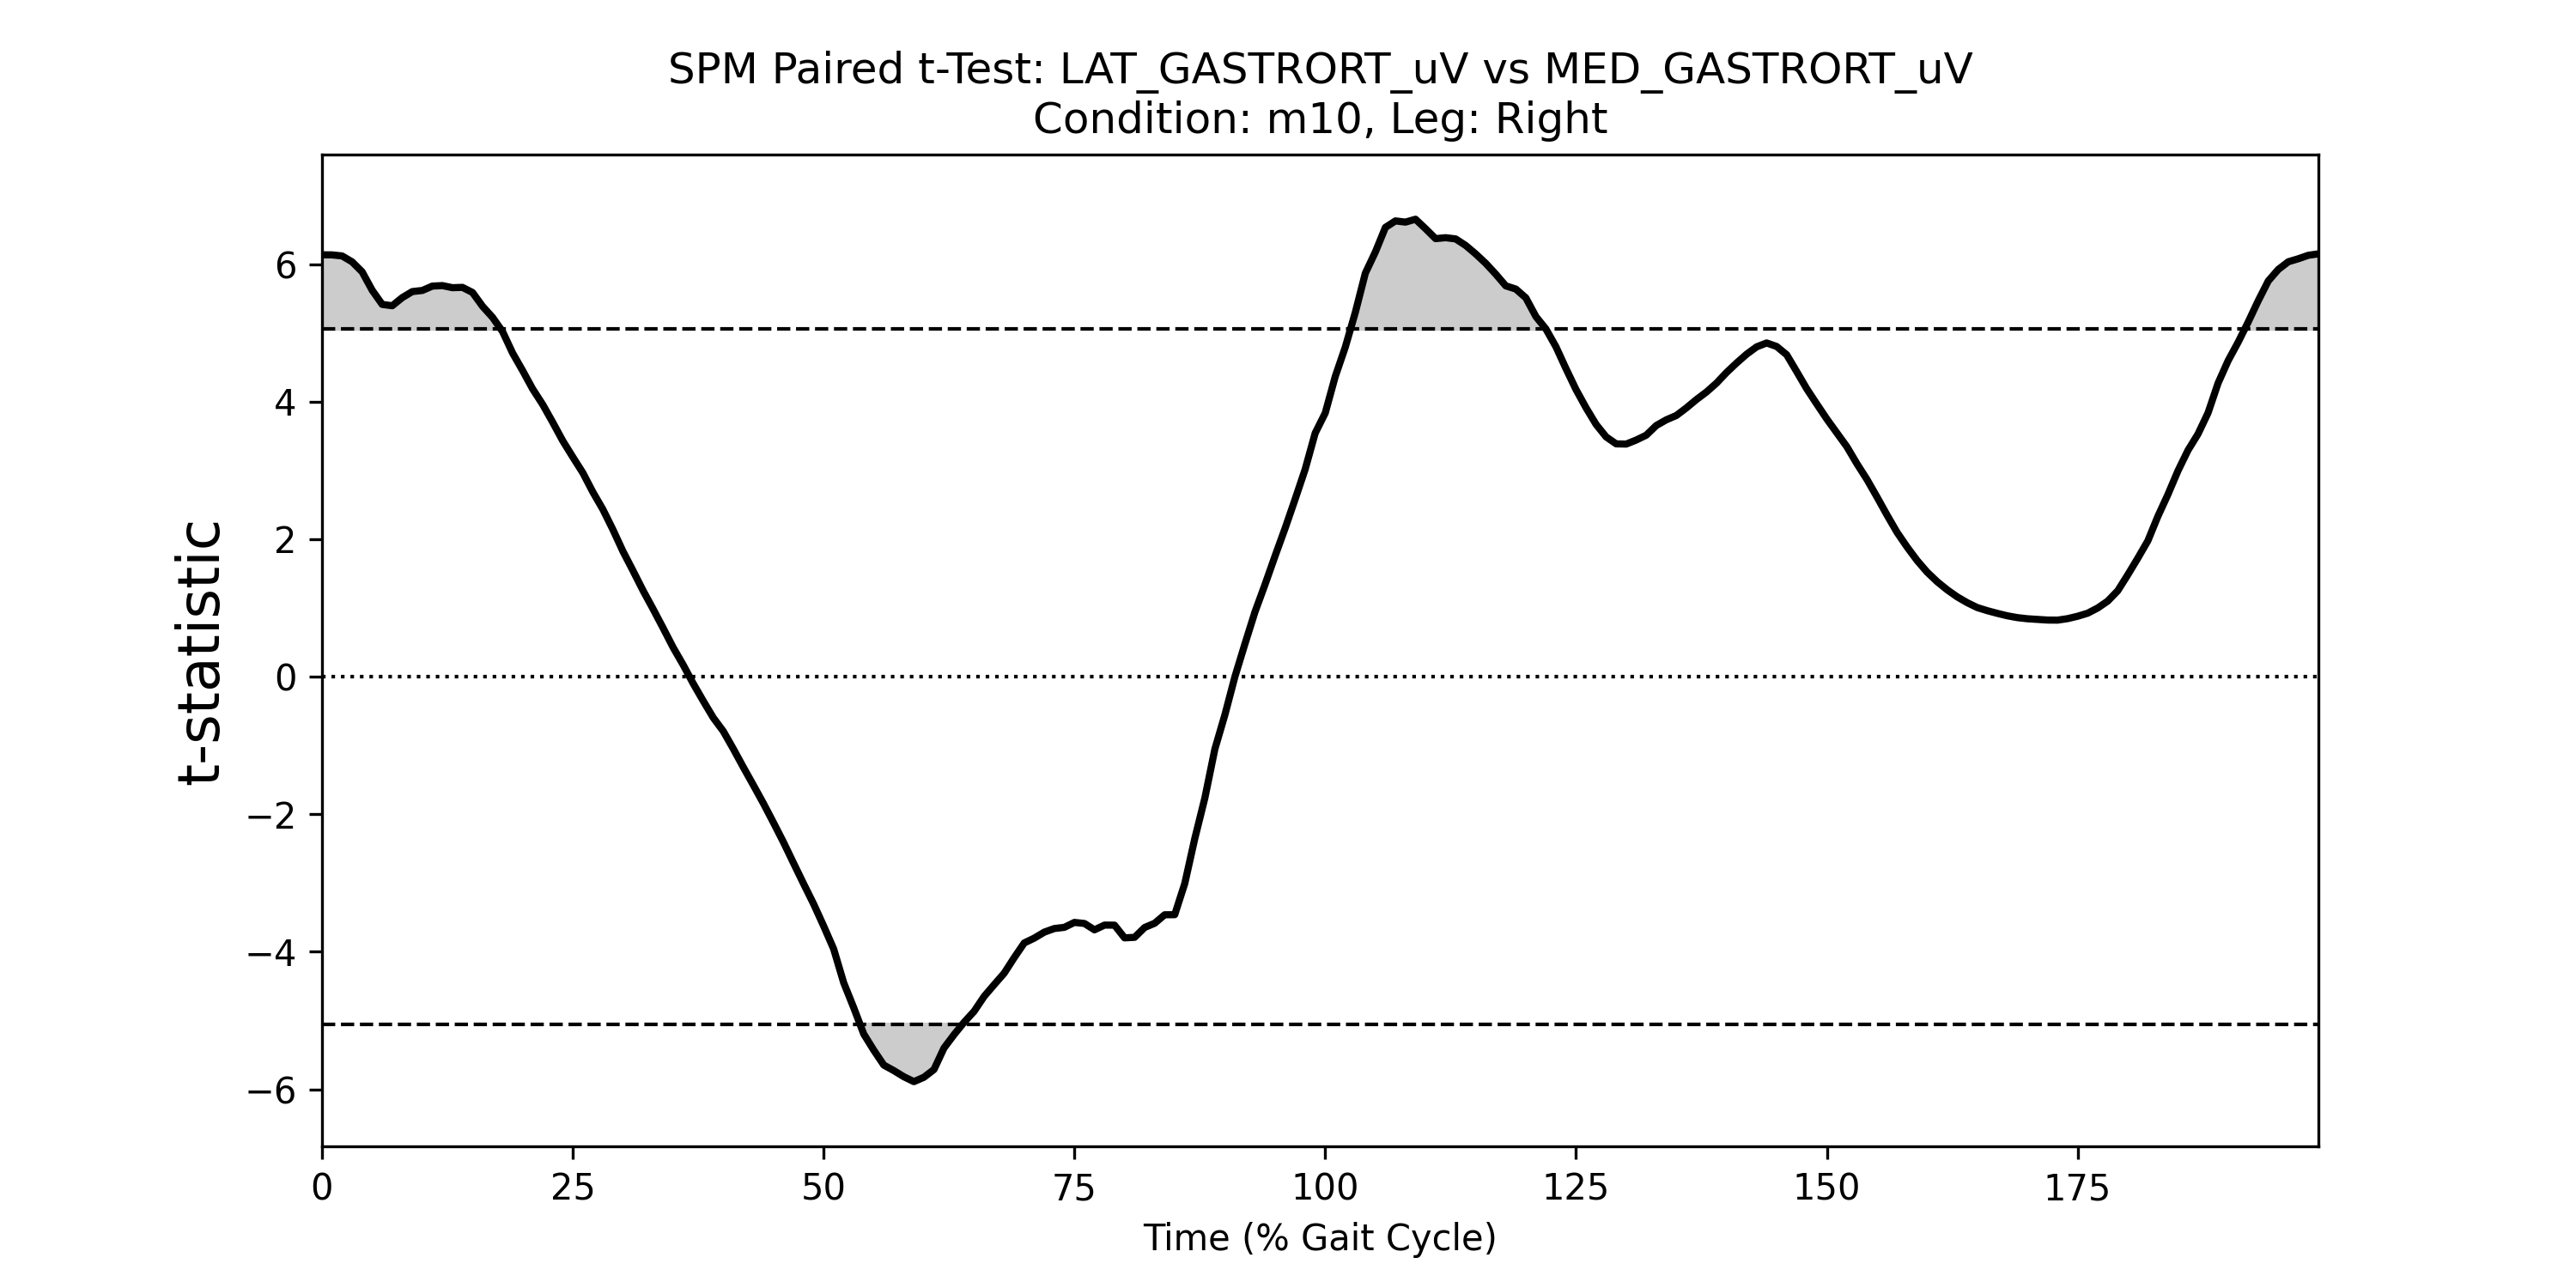 SPM Paired t-Test: LAT_GASTRORT_uV vs MED_GASTRORT_uV
Condition: m10, Leg: Right
t-statistic
6
4
2
0
−2
−4
−6
0 25 50 75 100 125 150 175
Time (% Gait Cycle)